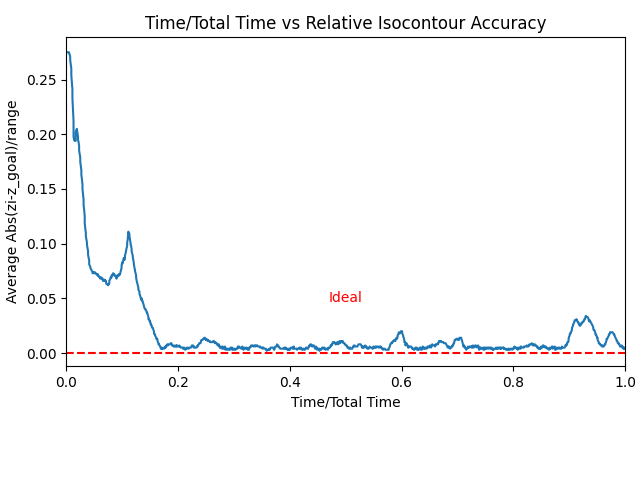 Time/Total Time vs Relative Isocontour Accuracy
Average Abs(zi-z_goal)/range
0.25
0.20
0.15
0.10
0.05
0.00
Ideal
0.0 0.2 0.4 0.6 0.8 1.0
Time/Total Time